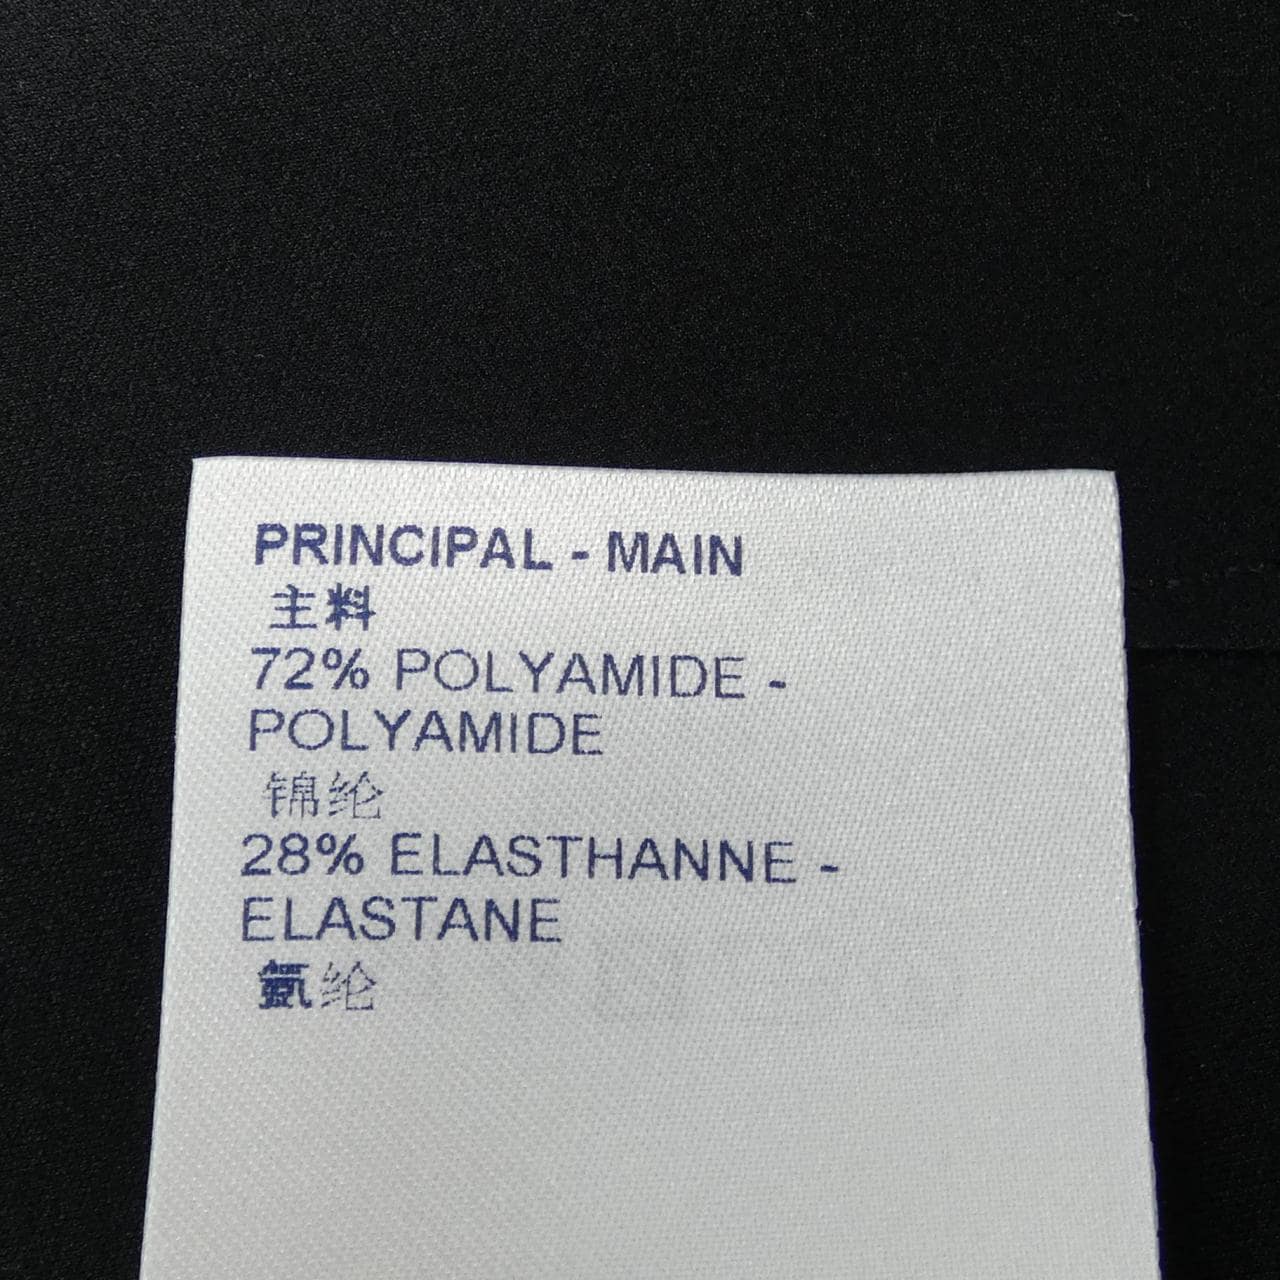 PRINCIPAL - MAIN
主料
72% POLYAMIDE -
POLYAMIDE
锦纶
28% ELASTHANNE -
ELASTANE
氨纶